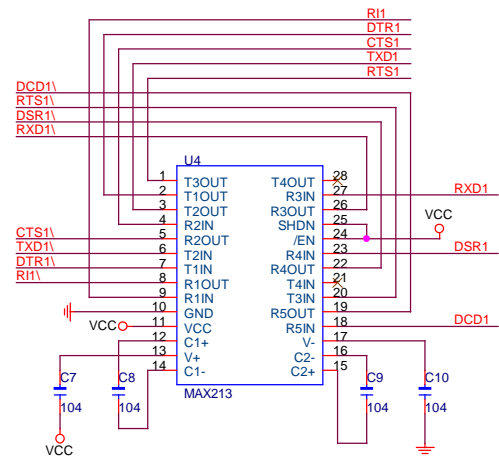 RI1
DTR1
CTS1
TXD1
RTS1
DCD1\
RTS1\
DSR1\
RXD1\
U4
1 T3OUT T4OUT 28
2 T1OUT R3IN 27 RXD1
3 T2OUT R3OUT 26
4 R2IN SHDN 25 VCC
CTS1\ 5 R2OUT /EN 24
TXD1\ 6 T2IN R4IN 23 DSR1
DTR1\ 7 T1IN R4OUT 22
RI1\ 8 R1OUT T4IN 21
9 R1IN T3IN 20
10 GND R5OUT 19
VCC 11 VCC R5IN 18 DCD1
12 C1+ V- 17
13 V+ C2- 16
14 C1- C2+ 15
C7 C8 C9 C10
MAX213
104 104 104 104
VCC